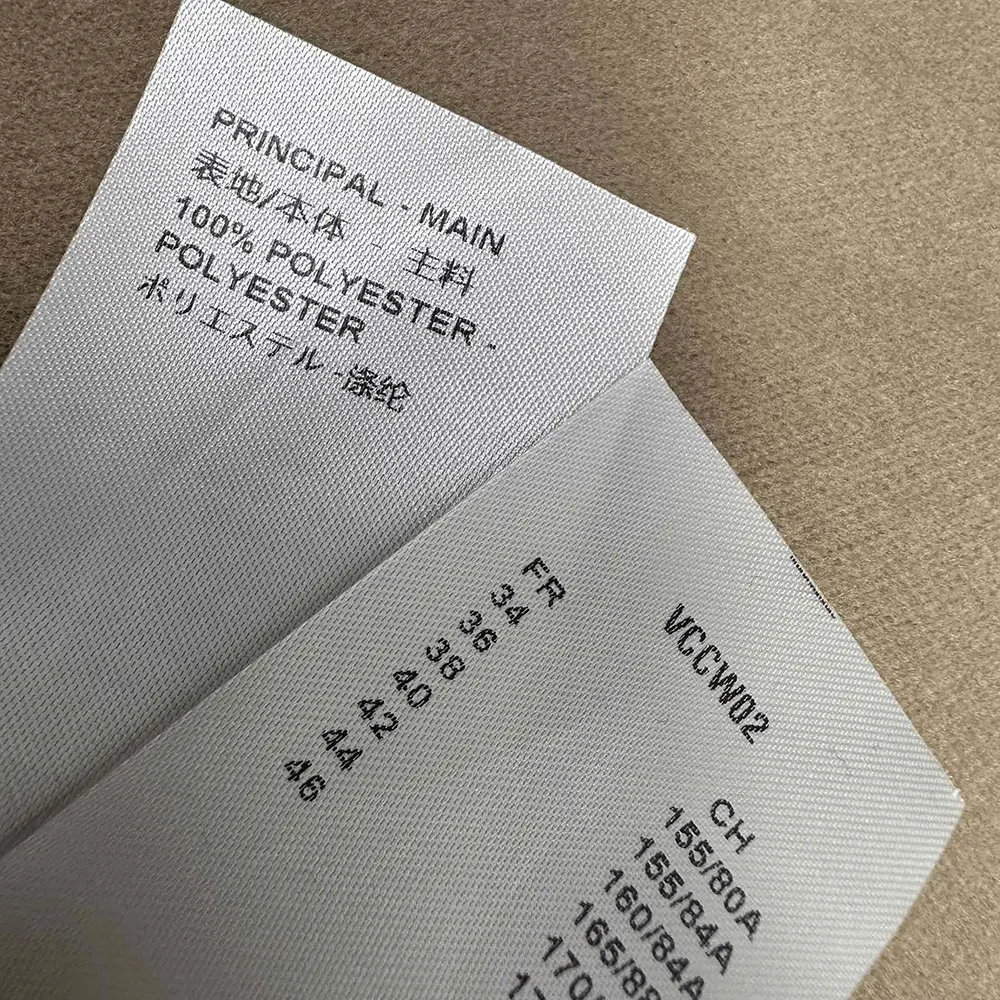 PRINCIPAL - MAIN
表地/本体 - 主料
100% POLYESTER -
POLYESTER
ポリエステル -涤纶
VCCW02
FR
34
36
38
40
42
44
46
CH
155/80A
155/84A
160/84A